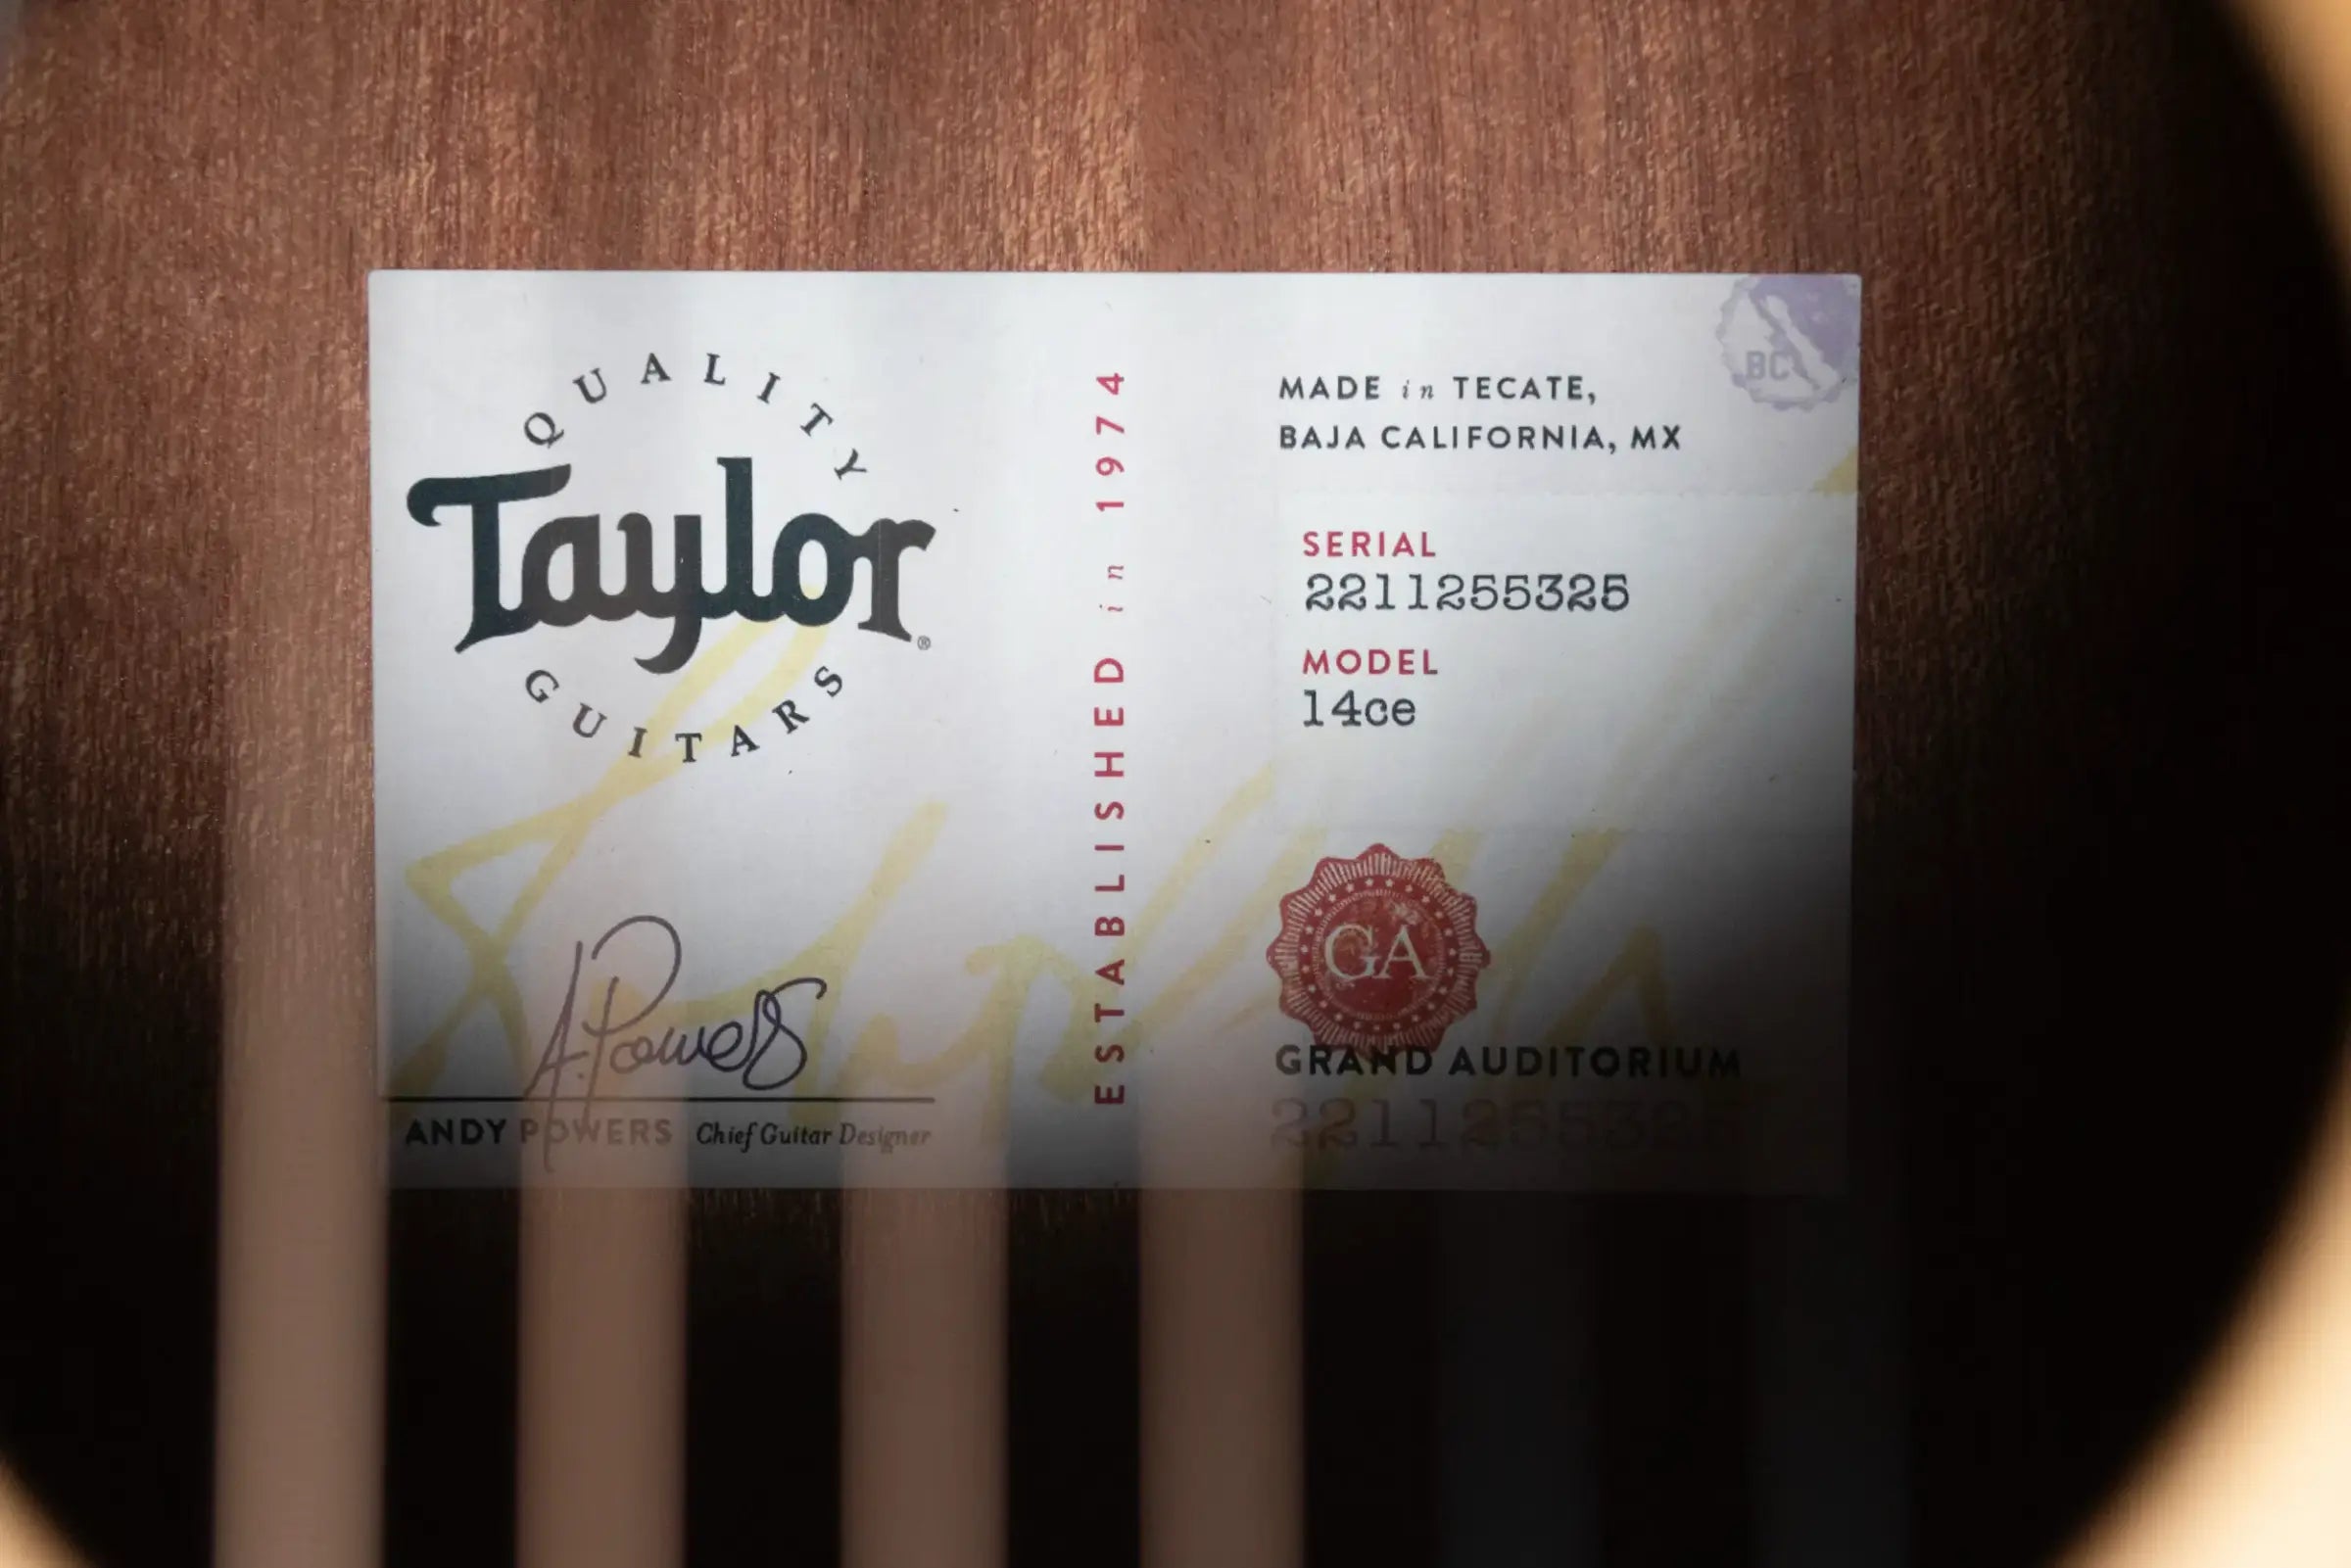 QUALITY
Taylor®
GUITARS
A. Powers
ANDY POWERS Chief Guitar Designer
ESTABLISHED in 1974
BC
MADE in TECATE,
BAJA CALIFORNIA, MX
SERIAL
2211255325
MODEL
14ce
GA
GRAND AUDITORIUM
2211255325